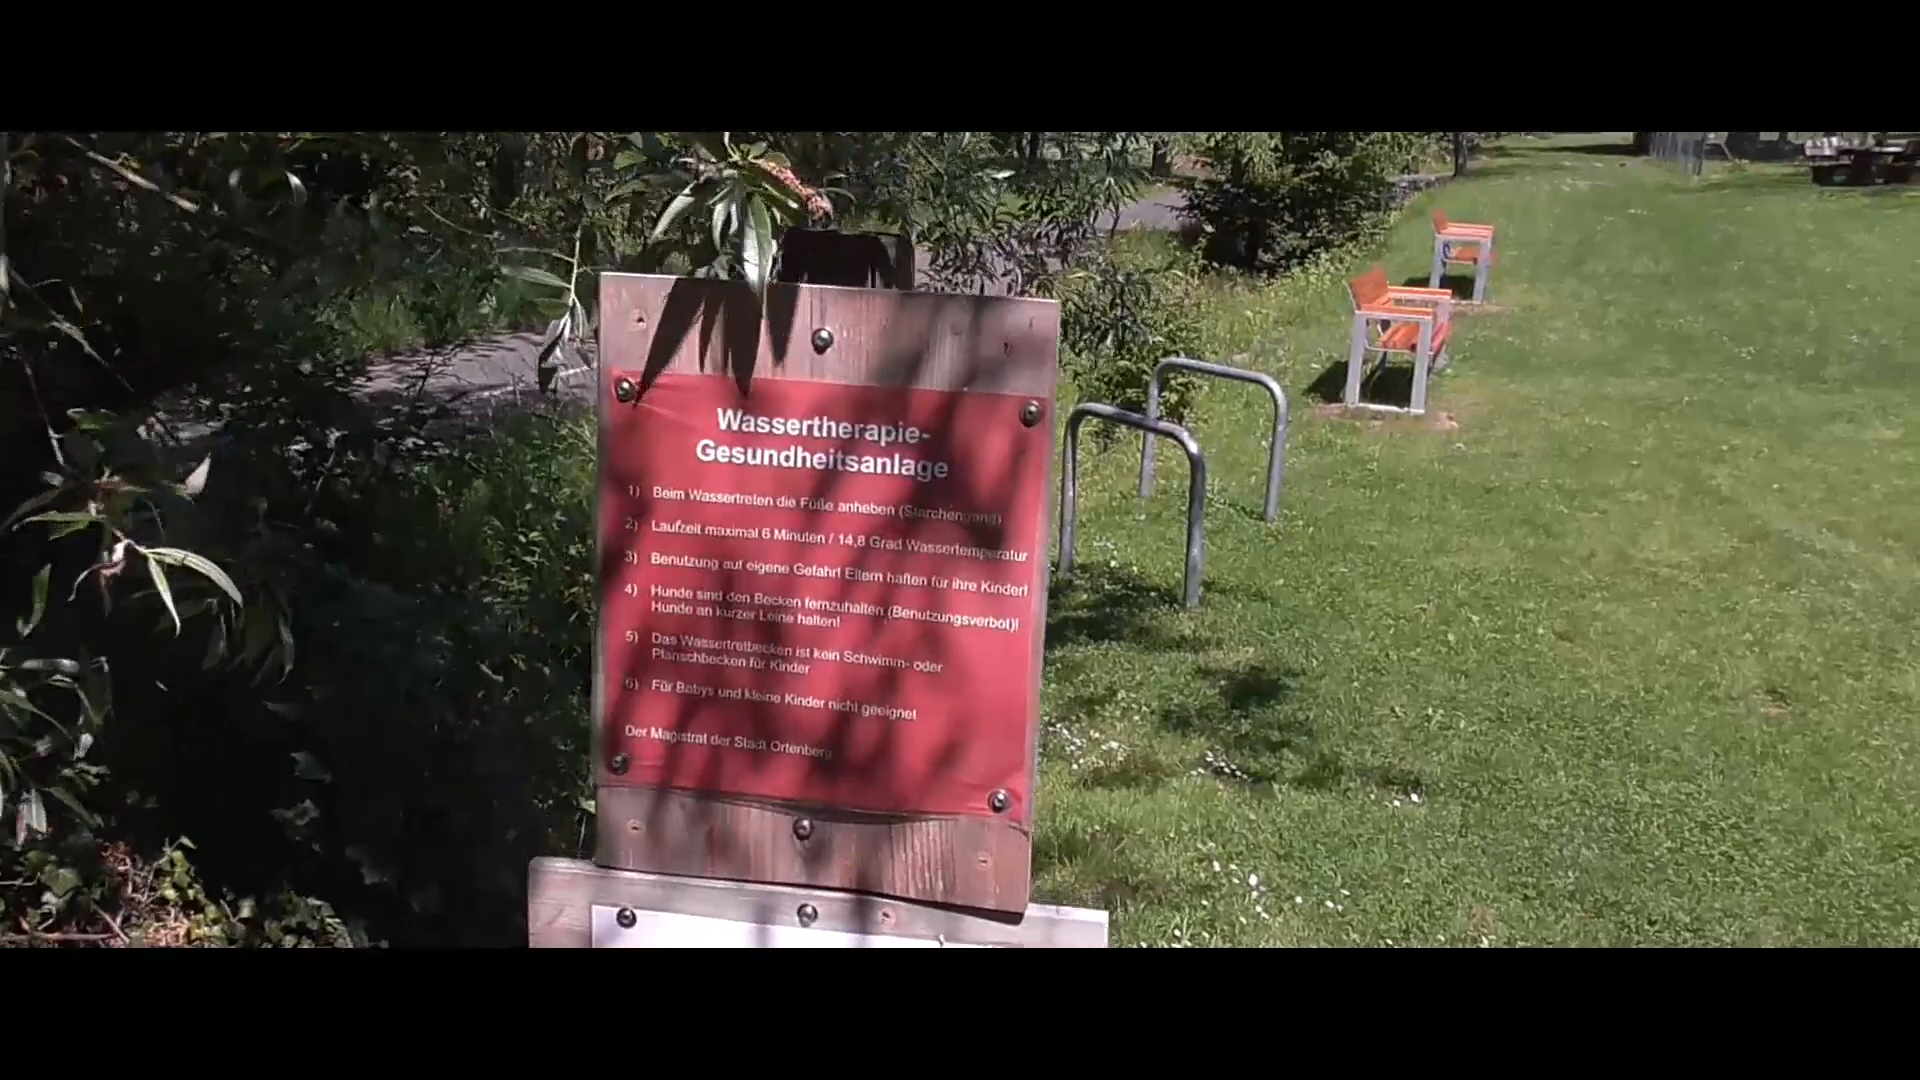 Wassertherapie-
Gesundheitsanlage
1) Beim Wassertreten die Füße anheben (Storchengang)
2) Laufzeit maximal 6 Minuten / 14,8 Grad Wassertemperatur
3) Benutzung auf eigene Gefahr! Eltern haften für ihre Kinder!
4) Hunde sind den Becken fernzuhalten (Benutzungsverbot)!
Hunde an kurzer Leine halten!
5) Das Wassertretbecken ist kein Schwimm- oder
Planschbecken für Kinder
6) Für Babys und kleine Kinder nicht geeignet
Der Magistrat der Stadt Ortenberg